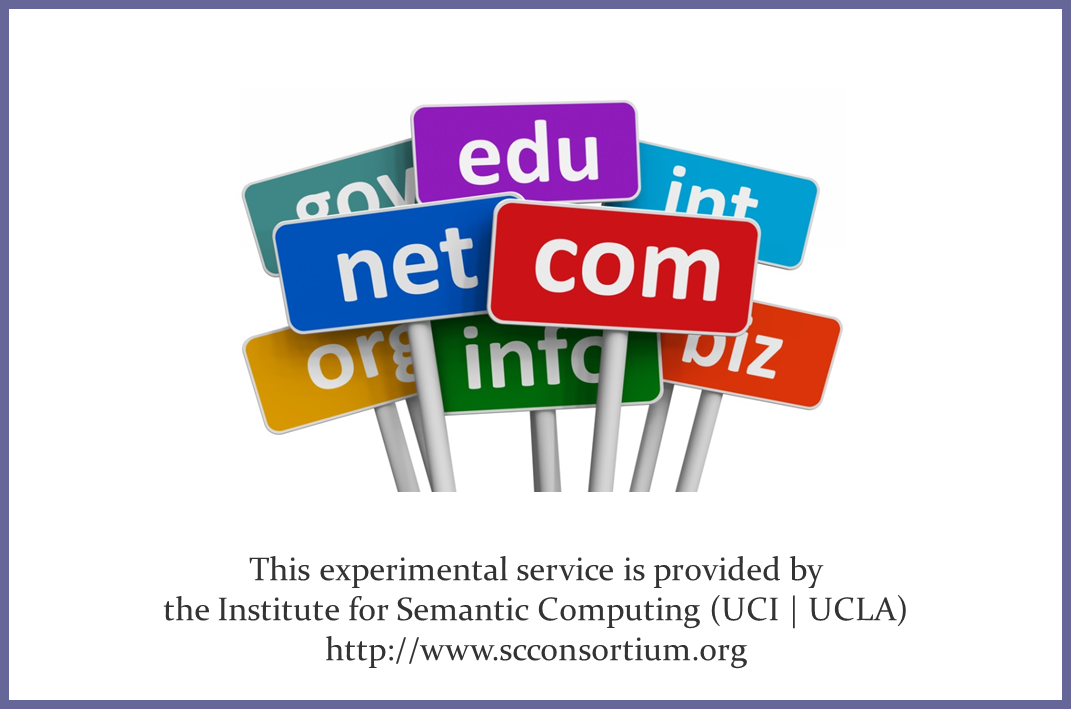 edu
gov
int
net
com
org
info
biz
This experimental service is provided by
the Institute for Semantic Computing (UCI | UCLA)
http://www.scconsortium.org